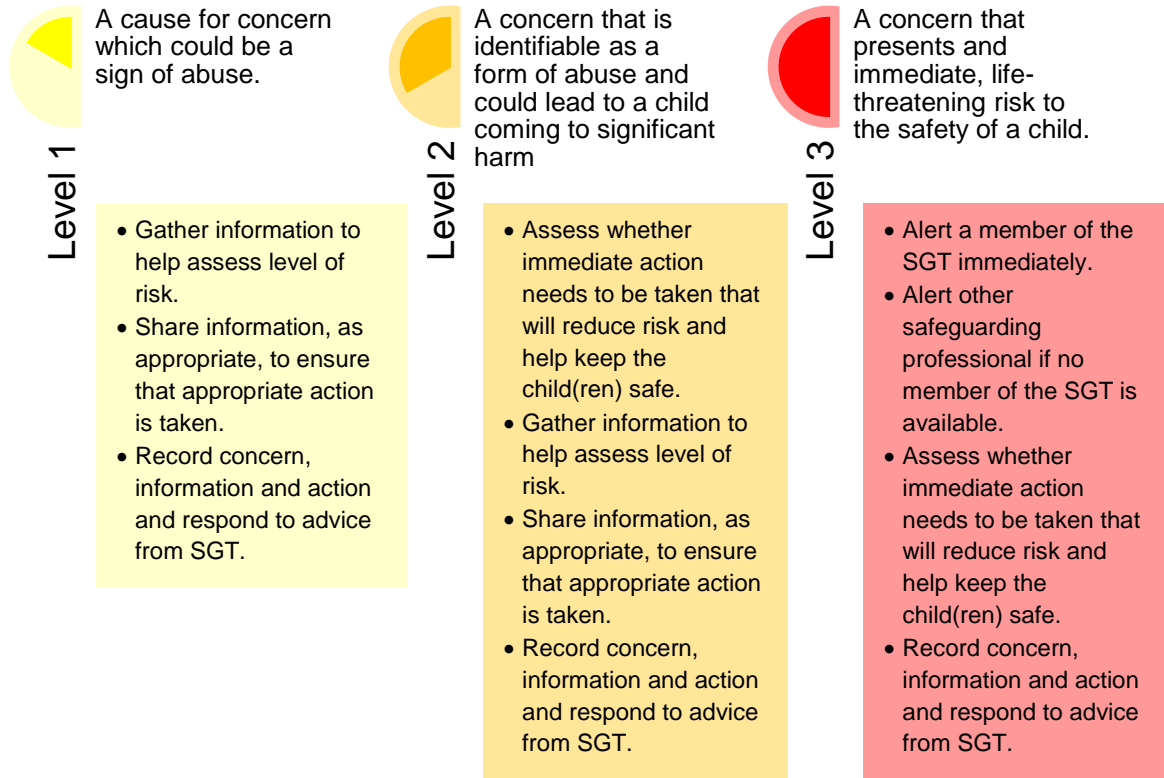 A cause for concern
which could be a
sign of abuse.
Level 1
• Gather information to
help assess level of
risk.
• Share information, as
appropriate, to ensure
that appropriate action
is taken.
• Record concern,
information and action
and respond to advice
from SGT.
A concern that is
identifiable as a
form of abuse and
could lead to a child
coming to significant
harm
Level 2
• Assess whether
immediate action
needs to be taken that
will reduce risk and
help keep the
child(ren) safe.
• Gather information to
help assess level of
risk.
• Share information, as
appropriate, to ensure
that appropriate action
is taken.
• Record concern,
information and action
and respond to advice
from SGT.
A concern that
presents and
immediate, life-
threatening risk to
the safety of a child.
Level 3
• Alert a member of the
SGT immediately.
• Alert other
safeguarding
professional if no
member of the SGT is
available.
• Assess whether
immediate action
needs to be taken that
will reduce risk and
help keep the
child(ren) safe.
• Record concern,
information and action
and respond to advice
from SGT.